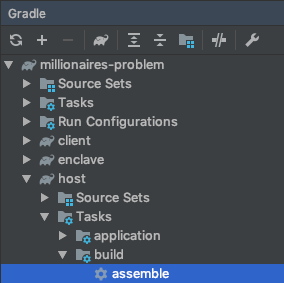 Gradle
millionaires-problem
Source Sets
Tasks
Run Configurations
client
enclave
host
Source Sets
Tasks
application
build
assemble